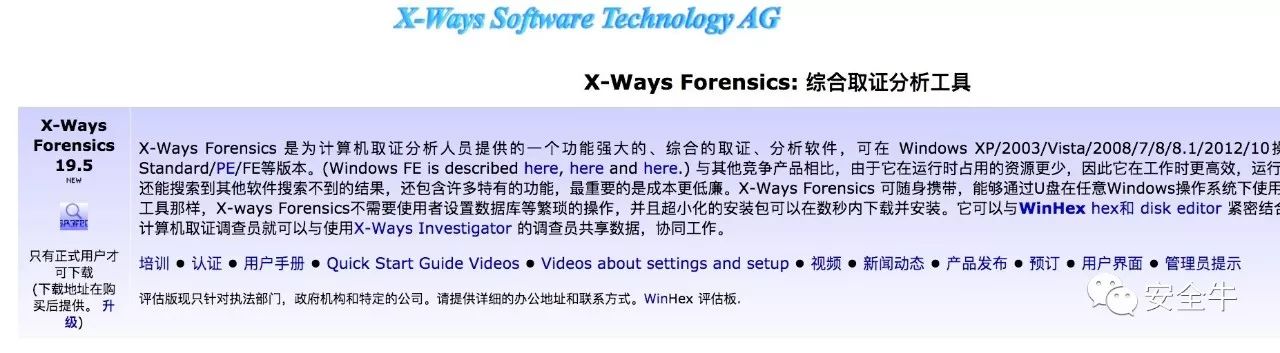 X-Ways Software Technology AG
X-Ways Forensics: 综合取证分析工具
X-Ways
Forensics
19.5
NEW
只有正式用户才
可下载
(下载地址在购
买后提供。 升
级)
X-Ways Forensics 是为计算机取证分析人员提供的一个功能强大的、综合的取证、分析软件，可在 Windows XP/2003/Vista/2008/7/8/8.1/2012/10操
Standard/PE/FE等版本。(Windows FE is described here, here and here.) 与其他竞争产品相比，由于它在运行时占用的资源更少，因此它在工作时更高效，运行
还能搜索到其他软件搜索不到的结果，还包含许多特有的功能，最重要的是成本更低廉。X-Ways Forensics 可随身携带，能够通过U盘在任意Windows操作系统下使用
工具那样，X-ways Forensics不需要使用者设置数据库等繁琐的操作，并且超小化的安装包可以在数秒内下载并安装。它可以与WinHex hex和 disk editor 紧密结合
计算机取证调查员就可以与使用X-Ways Investigator 的调查员共享数据，协同工作。
培训 ● 认证 ● 用户手册 ● Quick Start Guide Videos ● Videos about settings and setup ● 视频 ● 新闻动态 ● 产品发布 ● 预订 ● 用户界面 ● 管理员提示
评估版现只针对执法部门，政府机构和特定的公司。请提供详细的办公地址和联系方式。WinHex 评估板.
安全牛